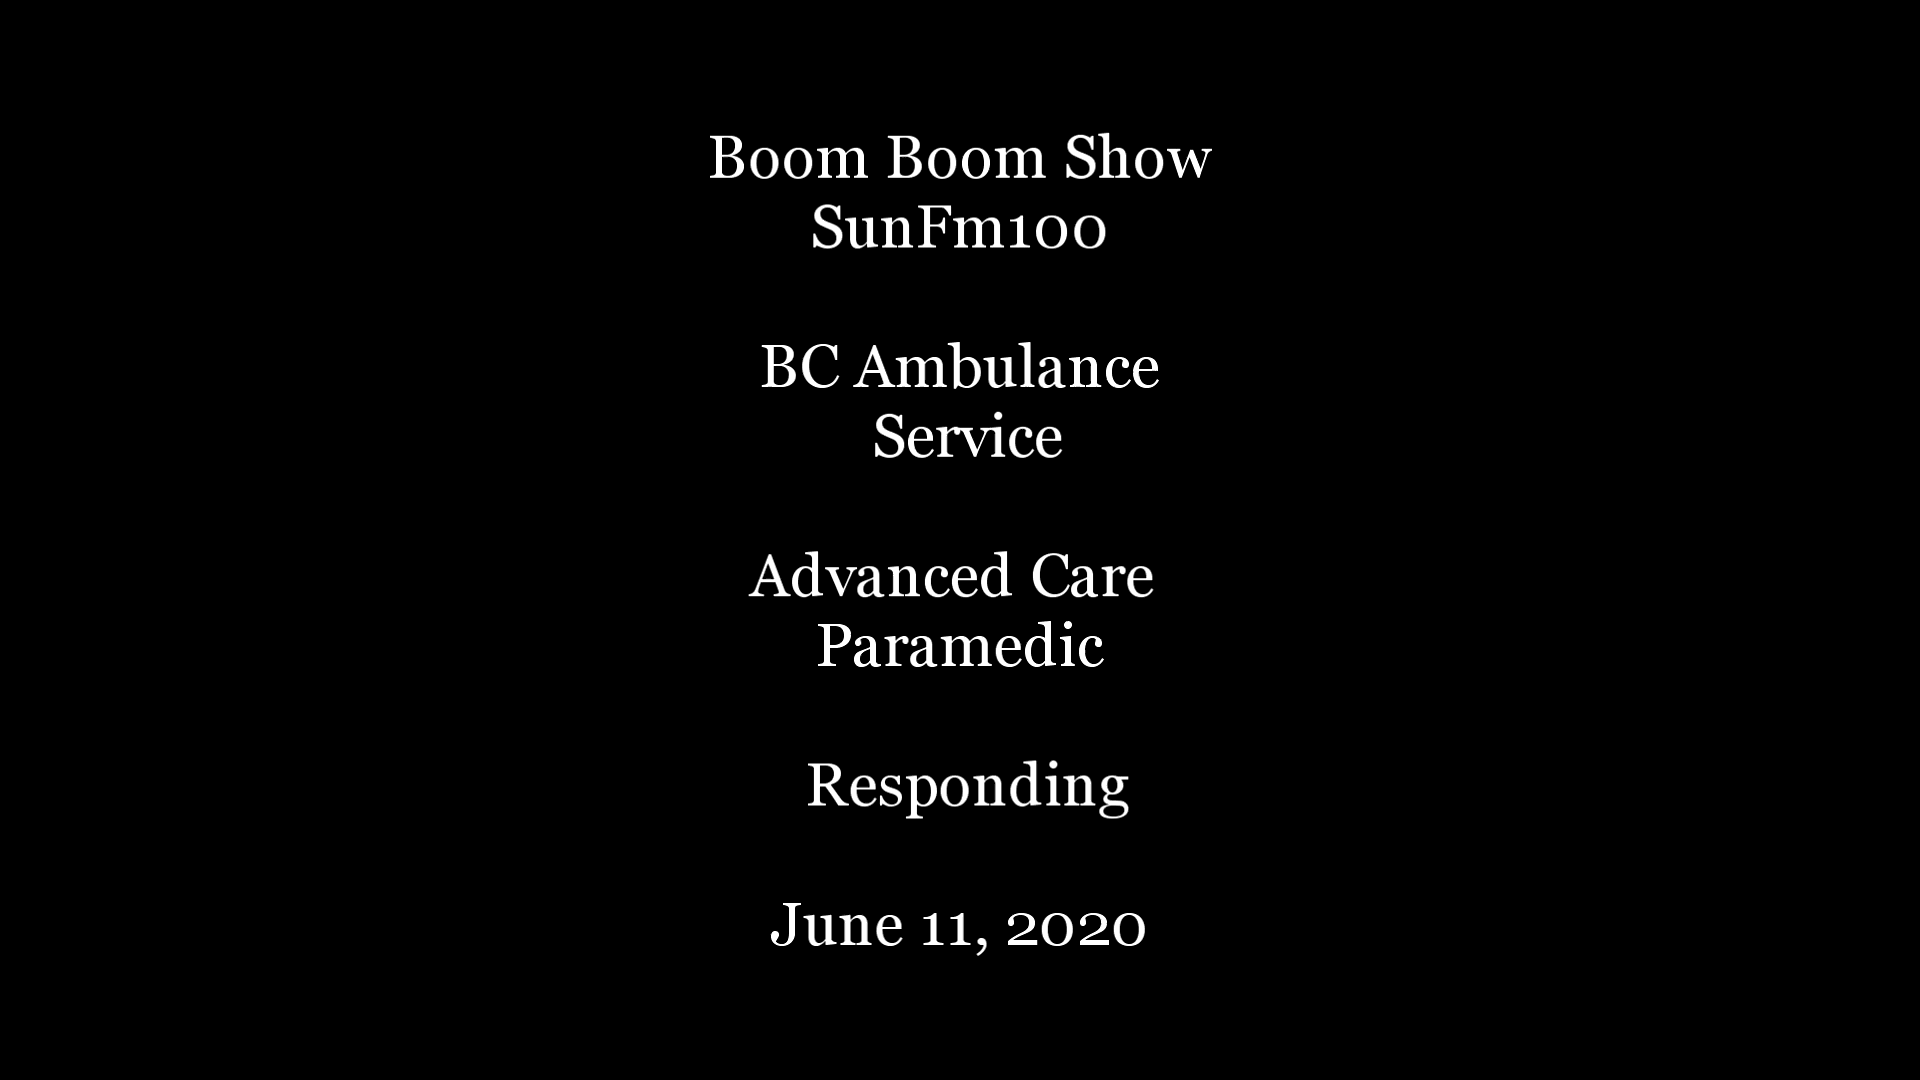 Boom Boom Show
SunFm100
BC Ambulance
Service
Advanced Care
Paramedic
Responding
June 11, 2020